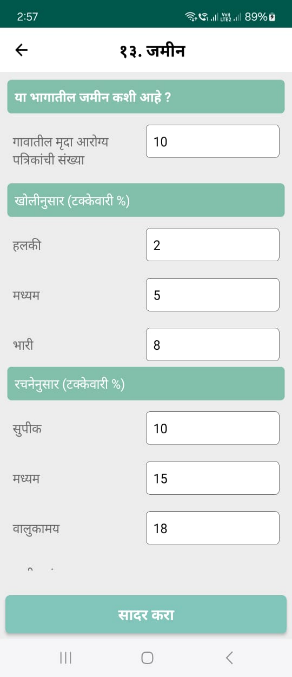 2:57
89%
१३. जमीन
या भागातील जमीन कशी आहे ?
गावातील मृदा आरोग्य
पत्रिकांची संख्या
10
खोलीनुसार (टक्केवारी %)
हलकी
2
मध्यम
5
भारी
8
रचनेनुसार (टक्केवारी %)
सुपीक
10
मध्यम
15
वालुकामय
18
सादर करा